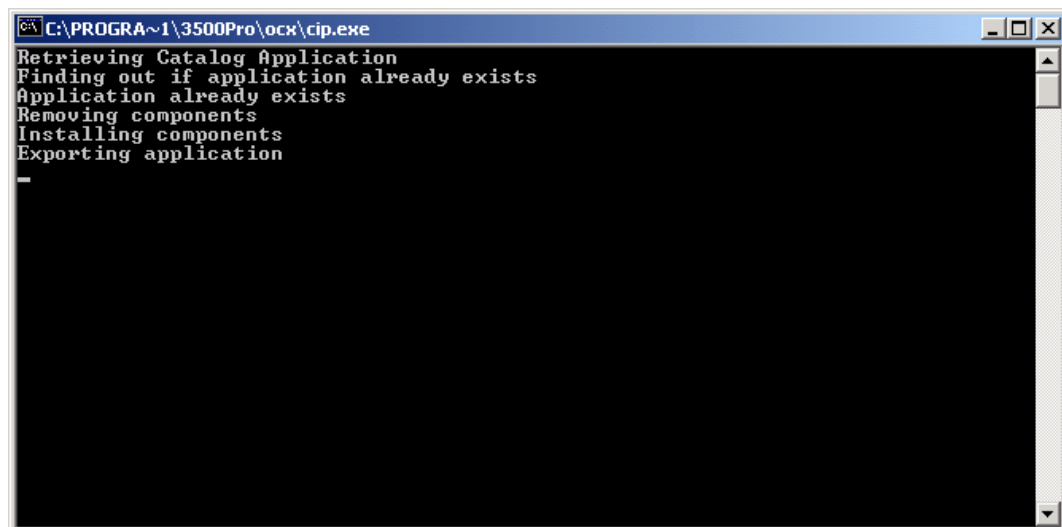 C:\PROGRA~1\3500Pro\ocx\cip.exe
Retrieving Catalog Application
Finding out if application already exists
Application already exists
Removing components
Installing components
Exporting application